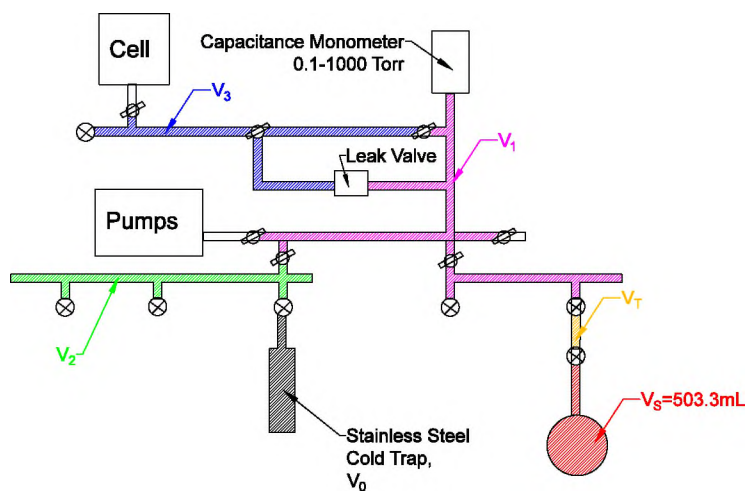 Cell
Capacitance Monometer
0.1-1000 Torr
V3
Leak Valve
V1
Pumps
VT
V2
VS=503.3mL
Stainless Steel
Cold Trap,
V0